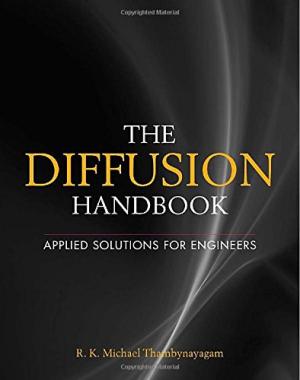 THE
DIFFUSION
HANDBOOK
APPLIED SOLUTIONS FOR ENGINEERS
R. K. Michael Thambynayagam